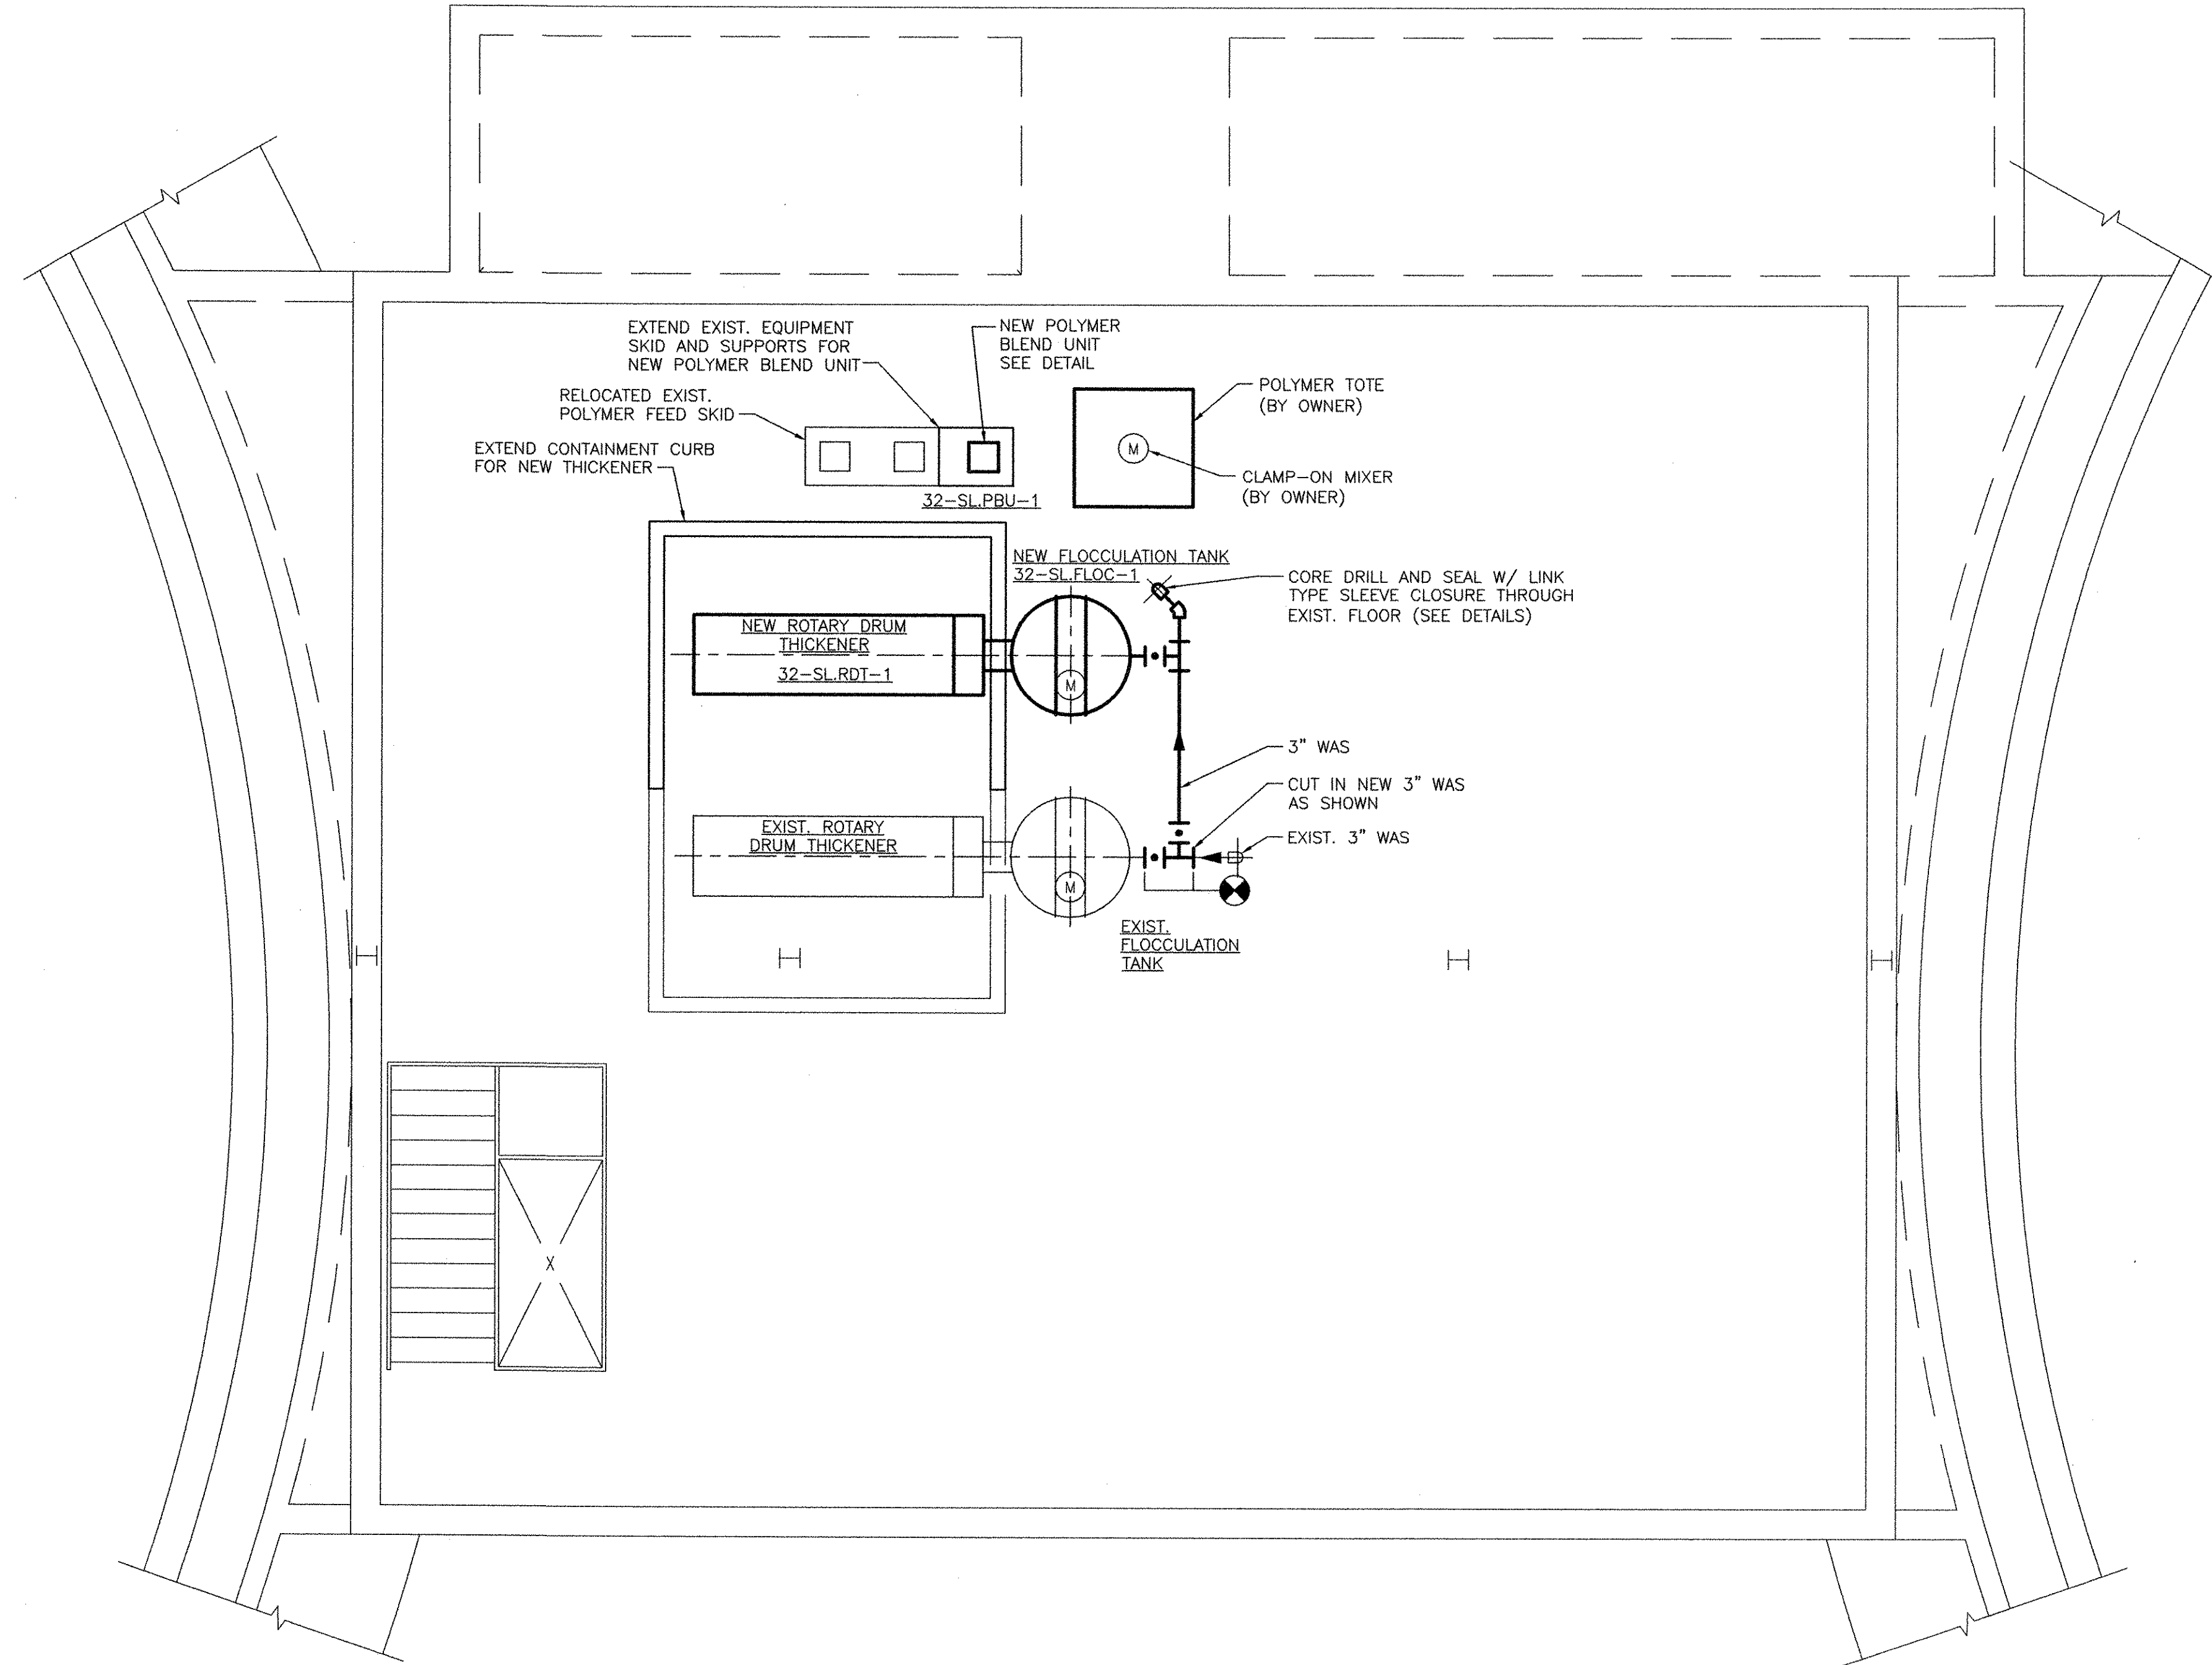 EXTEND EXIST. EQUIPMENT
SKID AND SUPPORTS FOR
NEW POLYMER BLEND UNIT
NEW POLYMER
BLEND UNIT
SEE DETAIL
RELOCATED EXIST.
POLYMER FEED SKID
POLYMER TOTE
(BY OWNER)
M
EXTEND CONTAINMENT CURB
FOR NEW THICKENER
CLAMP-ON MIXER
(BY OWNER)
32-SL.PBU-1
NEW FLOCCULATION TANK
32-SL.FLOC-1
CORE DRILL AND SEAL W/ LINK
TYPE SLEEVE CLOSURE THROUGH
EXIST. FLOOR (SEE DETAILS)
NEW ROTARY DRUM
THICKENER
32-SL.RDT-1
M
3" WAS
CUT IN NEW 3" WAS
AS SHOWN
EXIST. 3" WAS
EXIST. ROTARY
DRUM THICKENER
M
EXIST.
FLOCCULATION
TANK
X